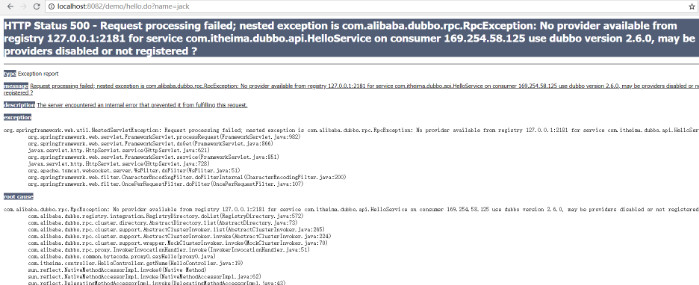 localhost:8082/demo/hello.do?name=jack
HTTP Status 500 - Request processing failed; nested exception is com.alibaba.dubbo.rpc.RpcException: No provider available from
registry 127.0.0.1:2181 for service com.itheima.dubbo.api.HelloService on consumer 169.254.58.125 use dubbo version 2.6.0, may be
providers disabled or not registered ?
type Exception report
message Request processing failed; nested exception is com.alibaba.dubbo.rpc.RpcException: No provider available from registry 127.0.0.1:2181 for service com.itheima.dubbo.api.HelloService on consumer 169.254.58.125 use dubbo version 2.6.0, may be providers disabled or not
registered ?
description The server encountered an internal error that prevented it from fulfilling this request.
exception
org.springframework.web.util.NestedServletException: Request processing failed; nested exception is com.alibaba.dubbo.rpc.RpcException: No provider available from registry 127.0.0.1:2181 for service com.itheima.dubbo.api.HelloSer
org.springframework.web.servlet.FrameworkServlet.processRequest(FrameworkServlet.java:982)
org.springframework.web.servlet.FrameworkServlet.doGet(FrameworkServlet.java:866)
javax.servlet.http.HttpServlet.service(HttpServlet.java:621)
org.springframework.web.servlet.FrameworkServlet.service(FrameworkServlet.java:851)
javax.servlet.http.HttpServlet.service(HttpServlet.java:728)
org.apache.tomcat.websocket.server.WsFilter.doFilter(WsFilter.java:51)
org.springframework.web.filter.CharacterEncodingFilter.doFilterInternal(CharacterEncodingFilter.java:200)
org.springframework.web.filter.OncePerRequestFilter.doFilter(OncePerRequestFilter.java:107)
root cause
com.alibaba.dubbo.rpc.RpcException: No provider available from registry 127.0.0.1:2181 for service com.itheima.dubbo.api.HelloService on consumer 169.254.58.125 use dubbo version 2.6.0, may be providers disabled or not registered
com.alibaba.dubbo.registry.integration.RegistryDirectory.doList(RegistryDirectory.java:572)
com.alibaba.dubbo.rpc.cluster.directory.AbstractDirectory.list(AbstractDirectory.java:73)
com.alibaba.dubbo.rpc.cluster.support.AbstractClusterInvoker.list(AbstractClusterInvoker.java:265)
com.alibaba.dubbo.rpc.cluster.support.AbstractClusterInvoker.invoke(AbstractClusterInvoker.java:224)
com.alibaba.dubbo.rpc.cluster.support.wrapper.MockClusterInvoker.invoke(MockClusterInvoker.java:70)
com.alibaba.dubbo.rpc.proxy.InvokerInvocationHandler.invoke(InvokerInvocationHandler.java:51)
com.alibaba.dubbo.common.bytecode.proxy0.sayHello(proxy0.java)
com.itheima.controller.HelloController.getName(HelloController.java:19)
sun.reflect.NativeMethodAccessorImpl.invoke0(Native Method)
sun.reflect.NativeMethodAccessorImpl.invoke(NativeMethodAccessorImpl.java:62)
sun.reflect.DelegatingMethodAccessorImpl.invoke(DelegatingMethodAccessorImpl.java:43)